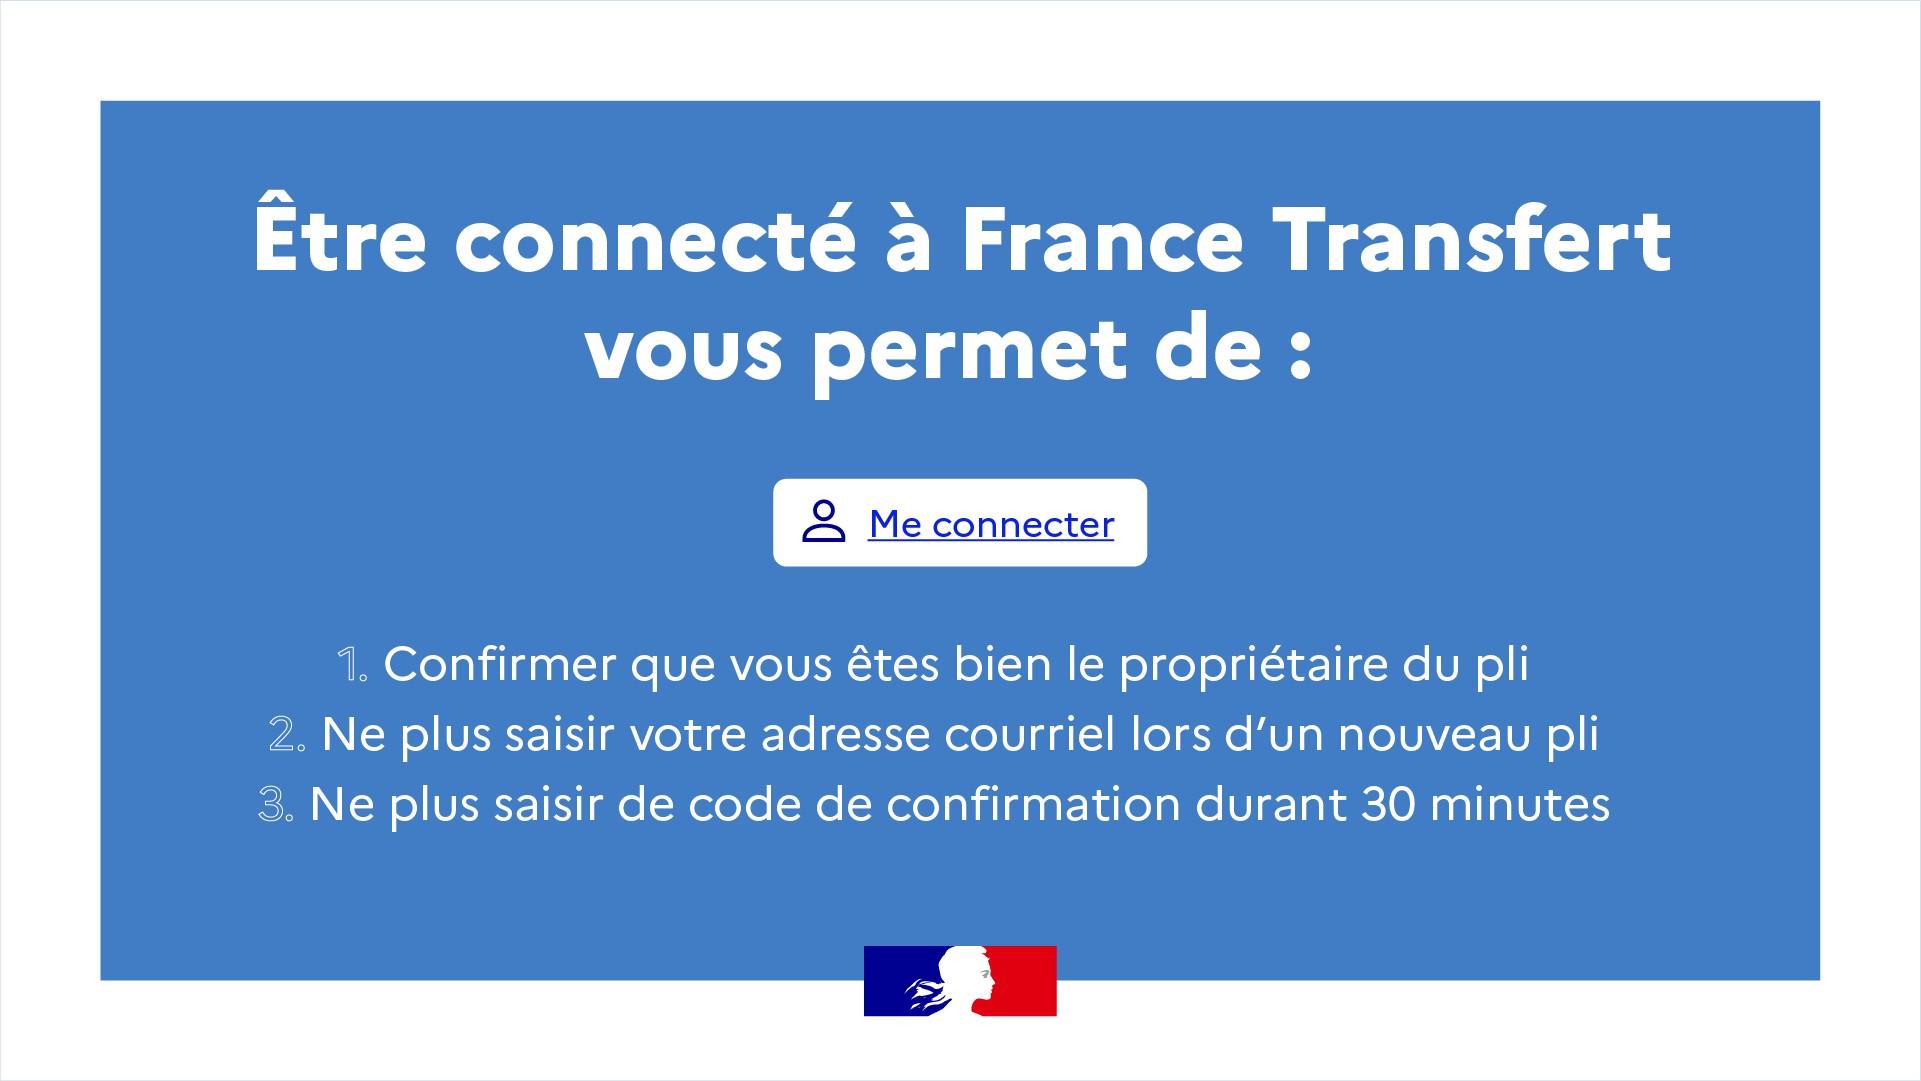 Être connecté à France Transfert
vous permet de :
Me connecter
1. Confirmer que vous êtes bien le propriétaire du pli
2. Ne plus saisir votre adresse courriel lors d’un nouveau pli
3. Ne plus saisir de code de confirmation durant 30 minutes